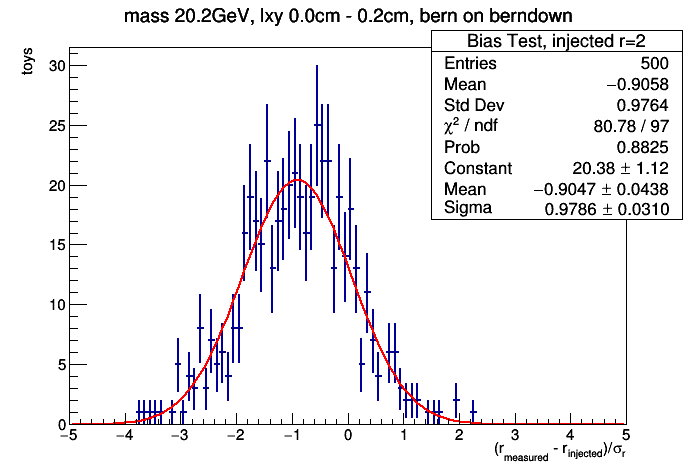 mass 20.2GeV, lxy 0.0cm - 0.2cm, bern on berndown
Bias Test, injected r=2
Entries 500
Mean −0.9058
Std Dev 0.9764
χ² / ndf 80.78 / 97
Prob 0.8825
Constant 20.38 ± 1.12
Mean −0.9047 ± 0.0438
Sigma 0.9786 ± 0.0310
toys
30
25
20
15
10
5
0
−5 −4 −3 −2 −1 0 1 2 3 4 5
(r_measured - r_injected)/σ_r